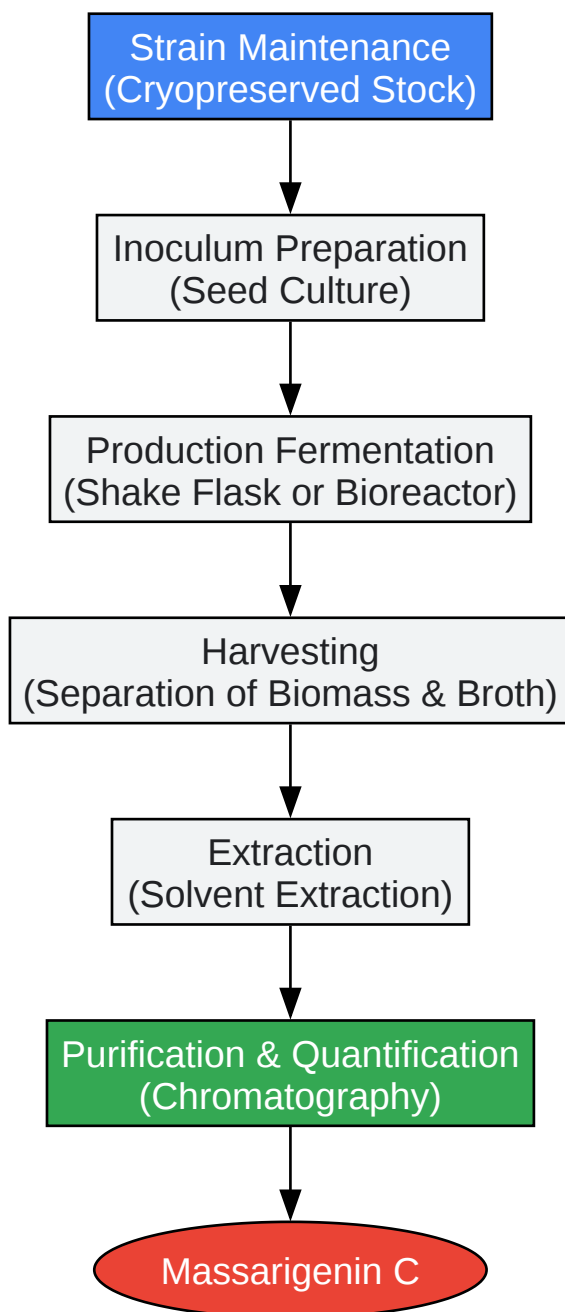 Strain Maintenance
(Cryopreserved Stock)
Inoculum Preparation
(Seed Culture)
Production Fermentation
(Shake Flask or Bioreactor)
Harvesting
(Separation of Biomass & Broth)
Extraction
(Solvent Extraction)
Purification & Quantification
(Chromatography)
Massarigenin C